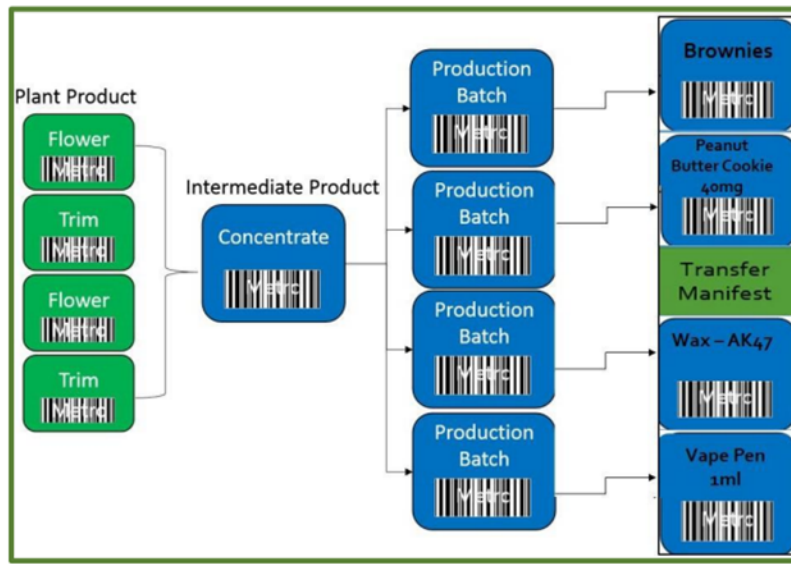 Plant Product
Flower
Metrc
Trim
Metrc
Flower
Metrc
Trim
Metrc
Intermediate Product
Concentrate
Metrc
Production
Batch
Metrc
Production
Batch
Metrc
Production
Batch
Metrc
Production
Batch
Metrc
Brownies
Metrc
Peanut
Butter Cookie
40mg
Metrc
Transfer
Manifest
Wax – AK47
Metrc
Vape Pen
1ml
Metrc